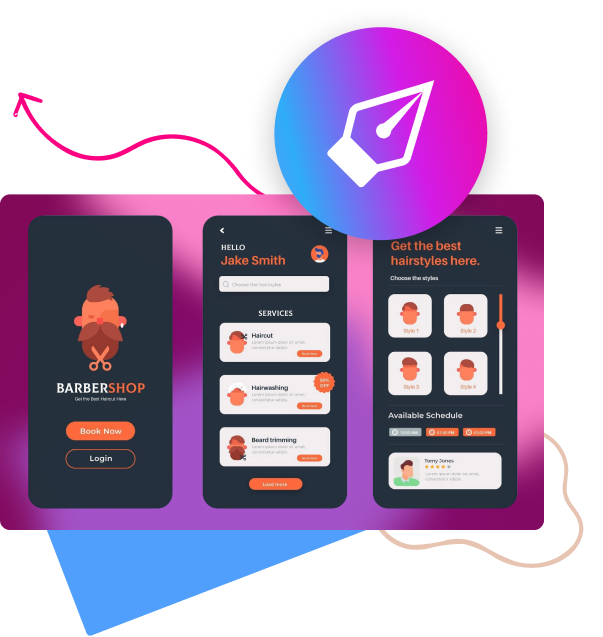 BARBERSHOP
Get the Best Haircut Here
Book Now
Login
HELLO
Jake Smith
Choose the hairstyles
SERVICES
Haircut
Lorem ipsum dolor sit amet,
consectetur adipis.
Book Now
50%
OFF
Hairwashing
Lorem ipsum dolor sit amet,
consectetur adipis.
Book Now
Beard trimming
Lorem ipsum dolor sit amet,
consectetur adipis.
Book Now
Load more
Get the best
hairstyles here.
Choose the styles
Style 1
Style 2
Style 3
Style 4
Available Schedule
Tomy Jones
Lorem ipsum dolor sit amet,
consectetur adipis.